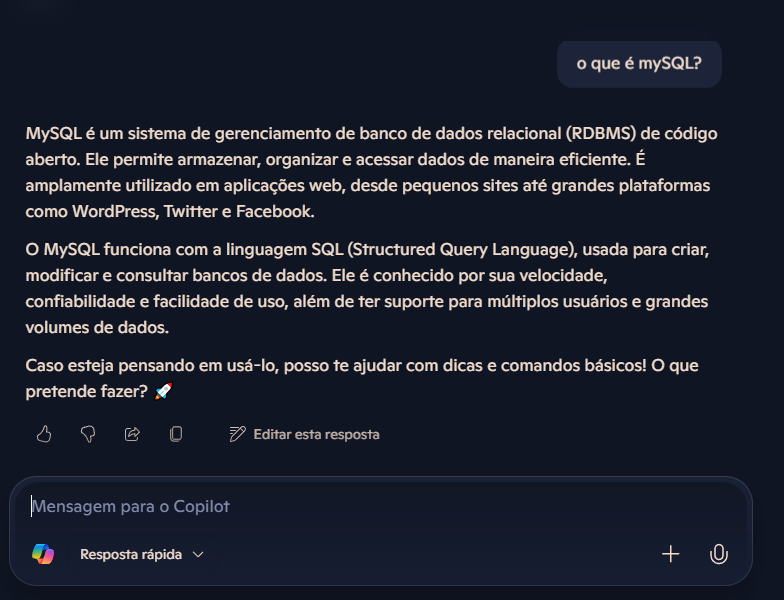 o que é mySQL?
MySQL é um sistema de gerenciamento de banco de dados relacional (RDBMS) de código
aberto. Ele permite armazenar, organizar e acessar dados de maneira eficiente. É
amplamente utilizado em aplicações web, desde pequenos sites até grandes plataformas
como WordPress, Twitter e Facebook.
O MySQL funciona com a linguagem SQL (Structured Query Language), usada para criar,
modificar e consultar bancos de dados. Ele é conhecido por sua velocidade,
confiabilidade e facilidade de uso, além de ter suporte para múltiplos usuários e grandes
volumes de dados.
Caso esteja pensando em usá-lo, posso te ajudar com dicas e comandos básicos! O que
pretende fazer? 🚀
Editar esta resposta
Mensagem para o Copilot
Resposta rápida